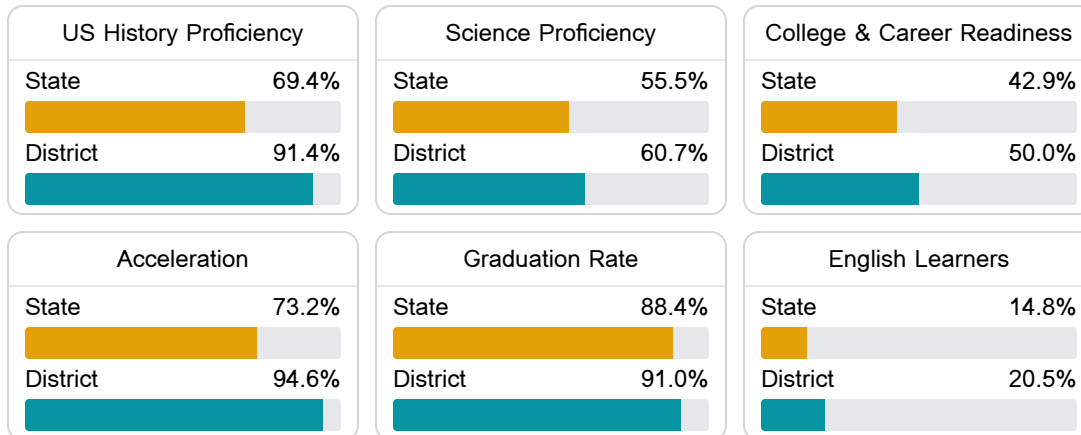 US History Proficiency
State 69.4%
District 91.4%
Science Proficiency
State 55.5%
District 60.7%
College & Career Readiness
State 42.9%
District 50.0%
Acceleration
State 73.2%
District 94.6%
Graduation Rate
State 88.4%
District 91.0%
English Learners
State 14.8%
District 20.5%